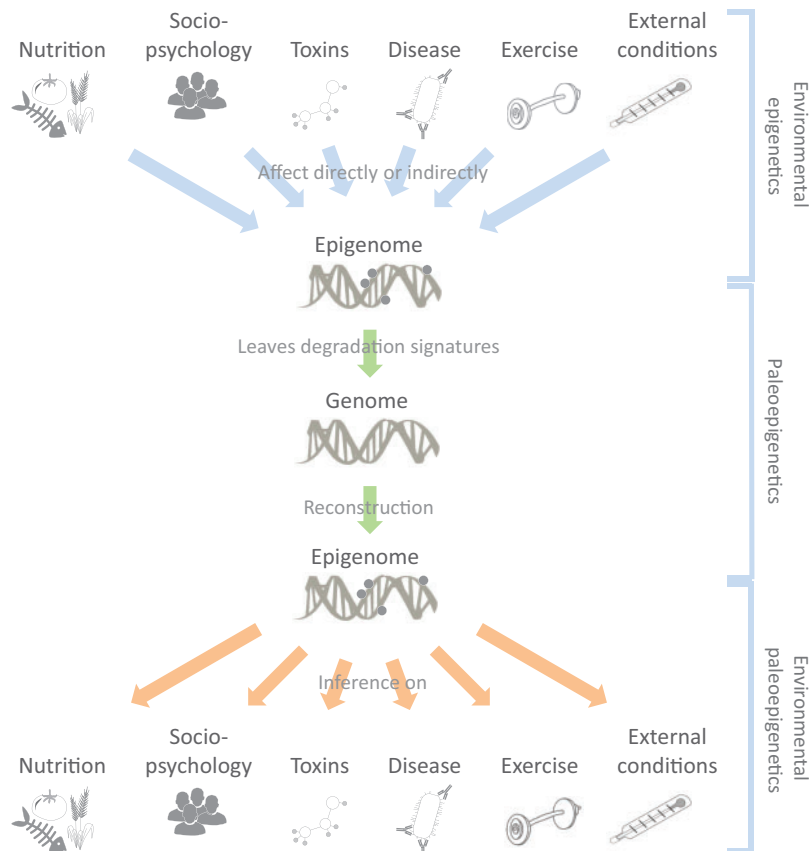 Nutrition
Socio-
psychology
Toxins
Disease
Exercise
External
conditions
Affect directly or indirectly
Environmental
epigenetics
Epigenome
Leaves degradation signatures
Genome
Paleoepigenetics
Reconstruction
Epigenome
Inference on
Environmental
paleoepigenetics
Nutrition
Socio-
psychology
Toxins
Disease
Exercise
External
conditions